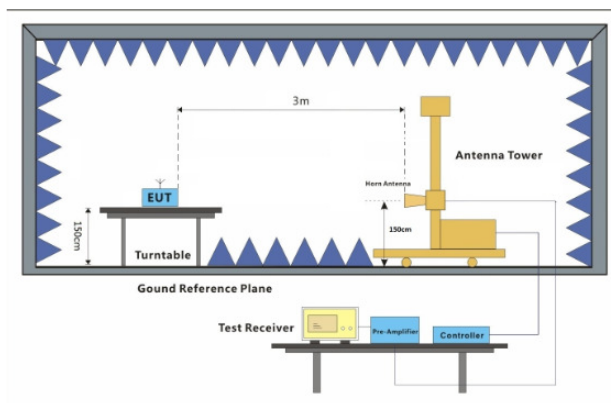 3m
Antenna Tower
Horn Antenna
EUT
150cm
150cm
Turntable
Gound Reference Plane
Test Receiver
Pre-Amplifier
Controller